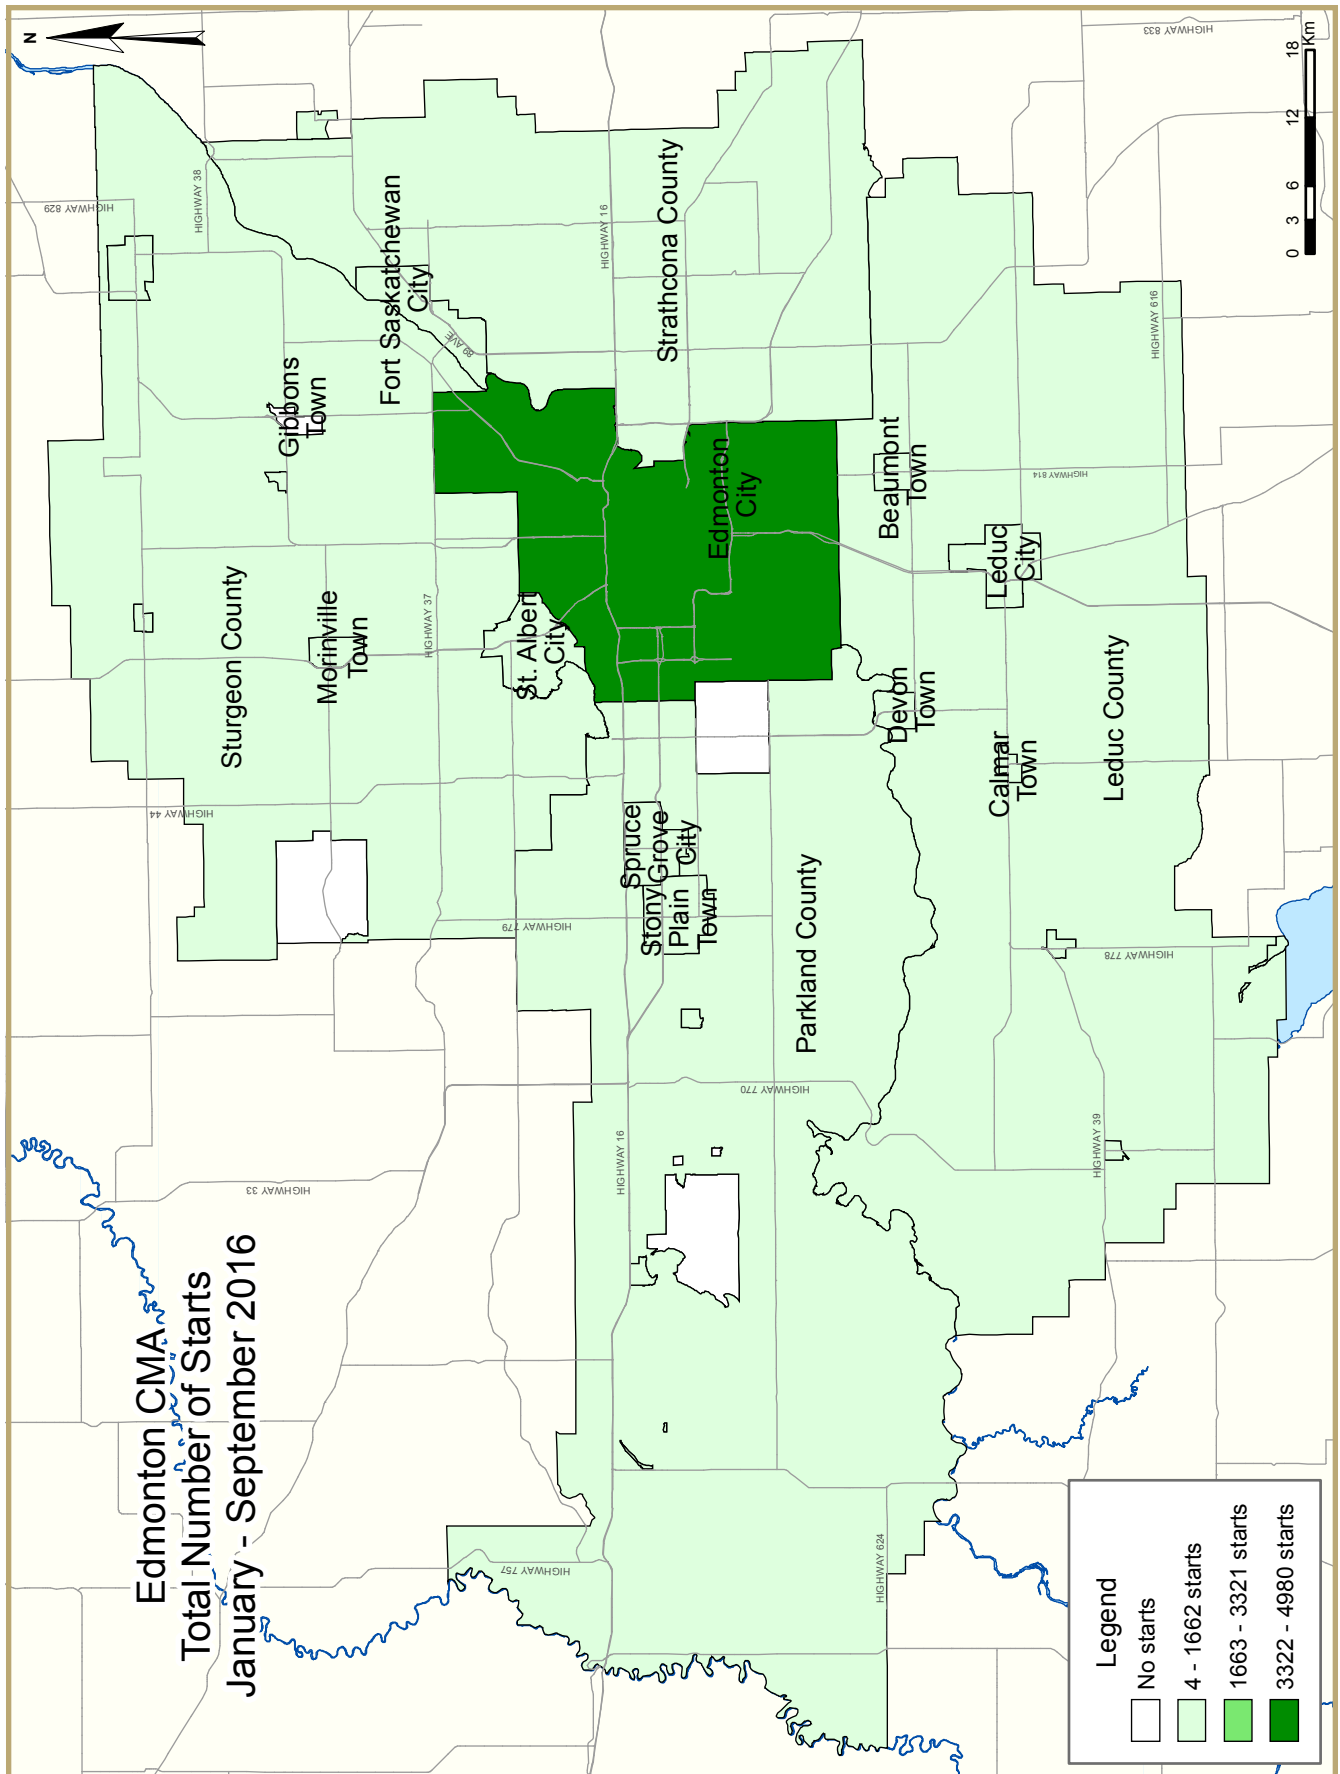 Edmonton CMA
Total Number of Starts
January - September 2016
N
HIGHWAY 829
HIGHWAY 38
HIGHWAY 833
HIGHWAY 44
HIGHWAY 37
HIGHWAY 33
HIGHWAY 779
HIGHWAY 16
HIGHWAY 16
HIGHWAY 757
HIGHWAY 770
HIGHWAY 624
HIGHWAY 39
HIGHWAY 778
HIGHWAY 814
HIGHWAY 616
89 AVE
Sturgeon County
Gibbons
Town
Morinville
Town
Fort Saskatchewan
City
St. Albert
City
Strathcona County
Edmonton
City
Spruce
Grove
City
Stony
Plain
Town
Parkland County
Beaumont
Town
Devon
Town
Leduc
City
Calmar
Town
Leduc County
Legend
No starts
4 - 1662 starts
1663 - 3321 starts
3322 - 4980 starts
0 3 6 12 18
Km